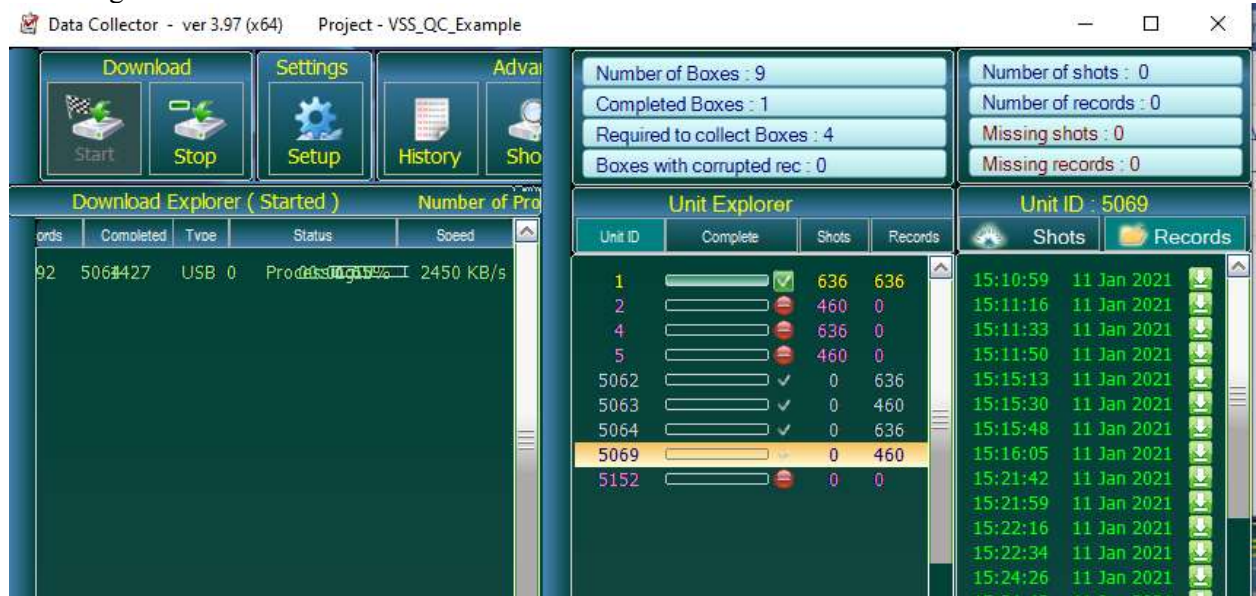 Data Collector - ver 3.97 (x64) Project - VSS_QC_Example
Download
Start
Stop
Settings
Setup
Advan
History
Sho
Number of Boxes : 9
Completed Boxes : 1
Required to collect Boxes : 4
Boxes with corrupted rec : 0
Number of shots : 0
Number of records : 0
Missing shots : 0
Missing records : 0
Download Explorer ( Started ) Number of Pro
ords Completed Type Status Speed
92 USB 0 2450 KB/s
Unit Explorer
Unit ID Complete Shots Records
1 636 636
2 460 0
4 636 0
5 460 0
5062 0 636
5063 0 460
5064 0 636
5069 0 460
5152 0 0
Unit ID : 5069
Shots Records
15:10:59 11 Jan 2021
15:11:16 11 Jan 2021
15:11:33 11 Jan 2021
15:11:50 11 Jan 2021
15:15:13 11 Jan 2021
15:15:30 11 Jan 2021
15:15:48 11 Jan 2021
15:16:05 11 Jan 2021
15:21:42 11 Jan 2021
15:21:59 11 Jan 2021
15:22:16 11 Jan 2021
15:22:34 11 Jan 2021
15:24:26 11 Jan 2021